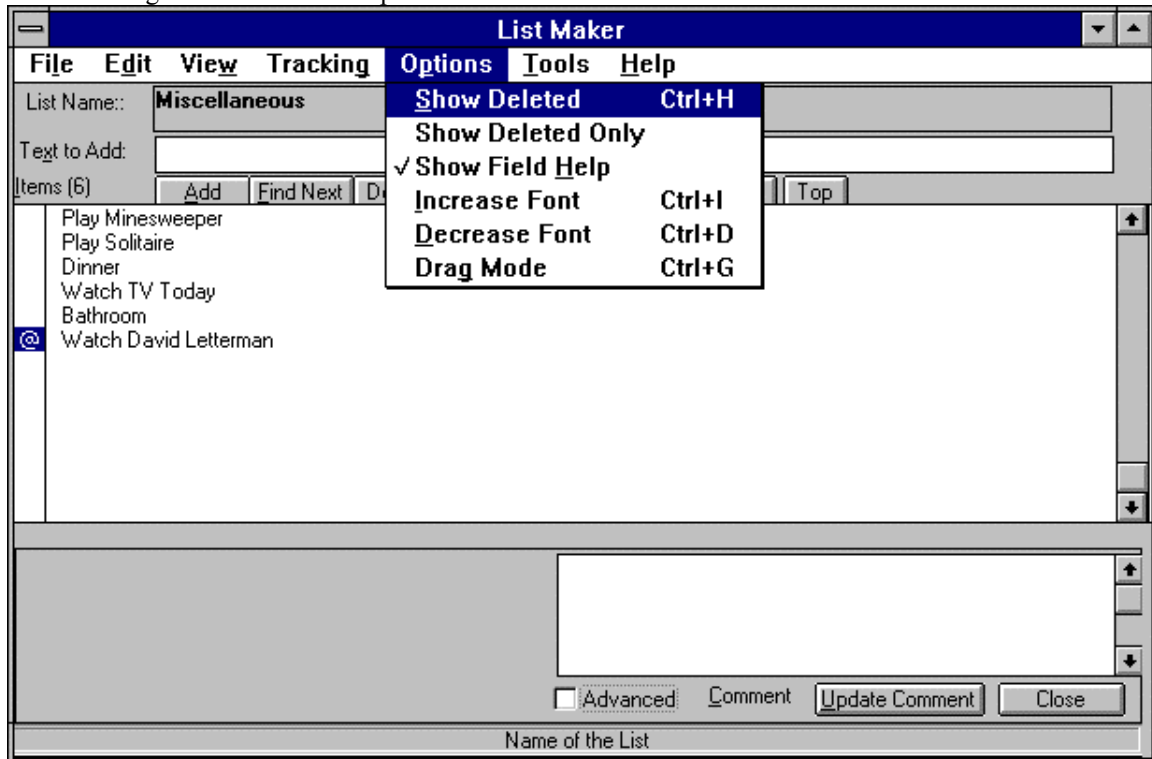 List Maker
File Edit View Tracking Options Tools Help
List Name:: Miscellaneous
Show Deleted Ctrl+H
Show Deleted Only
Text to Add:
✓ Show Field Help
Items (6) Add Find Next Top
Increase Font Ctrl+I
Play Minesweeper
Decrease Font Ctrl+D
Play Solitaire
Drag Mode Ctrl+G
Dinner
Watch TV Today
Bathroom
@ Watch David Letterman
Advanced Comment Update Comment Close
Name of the List